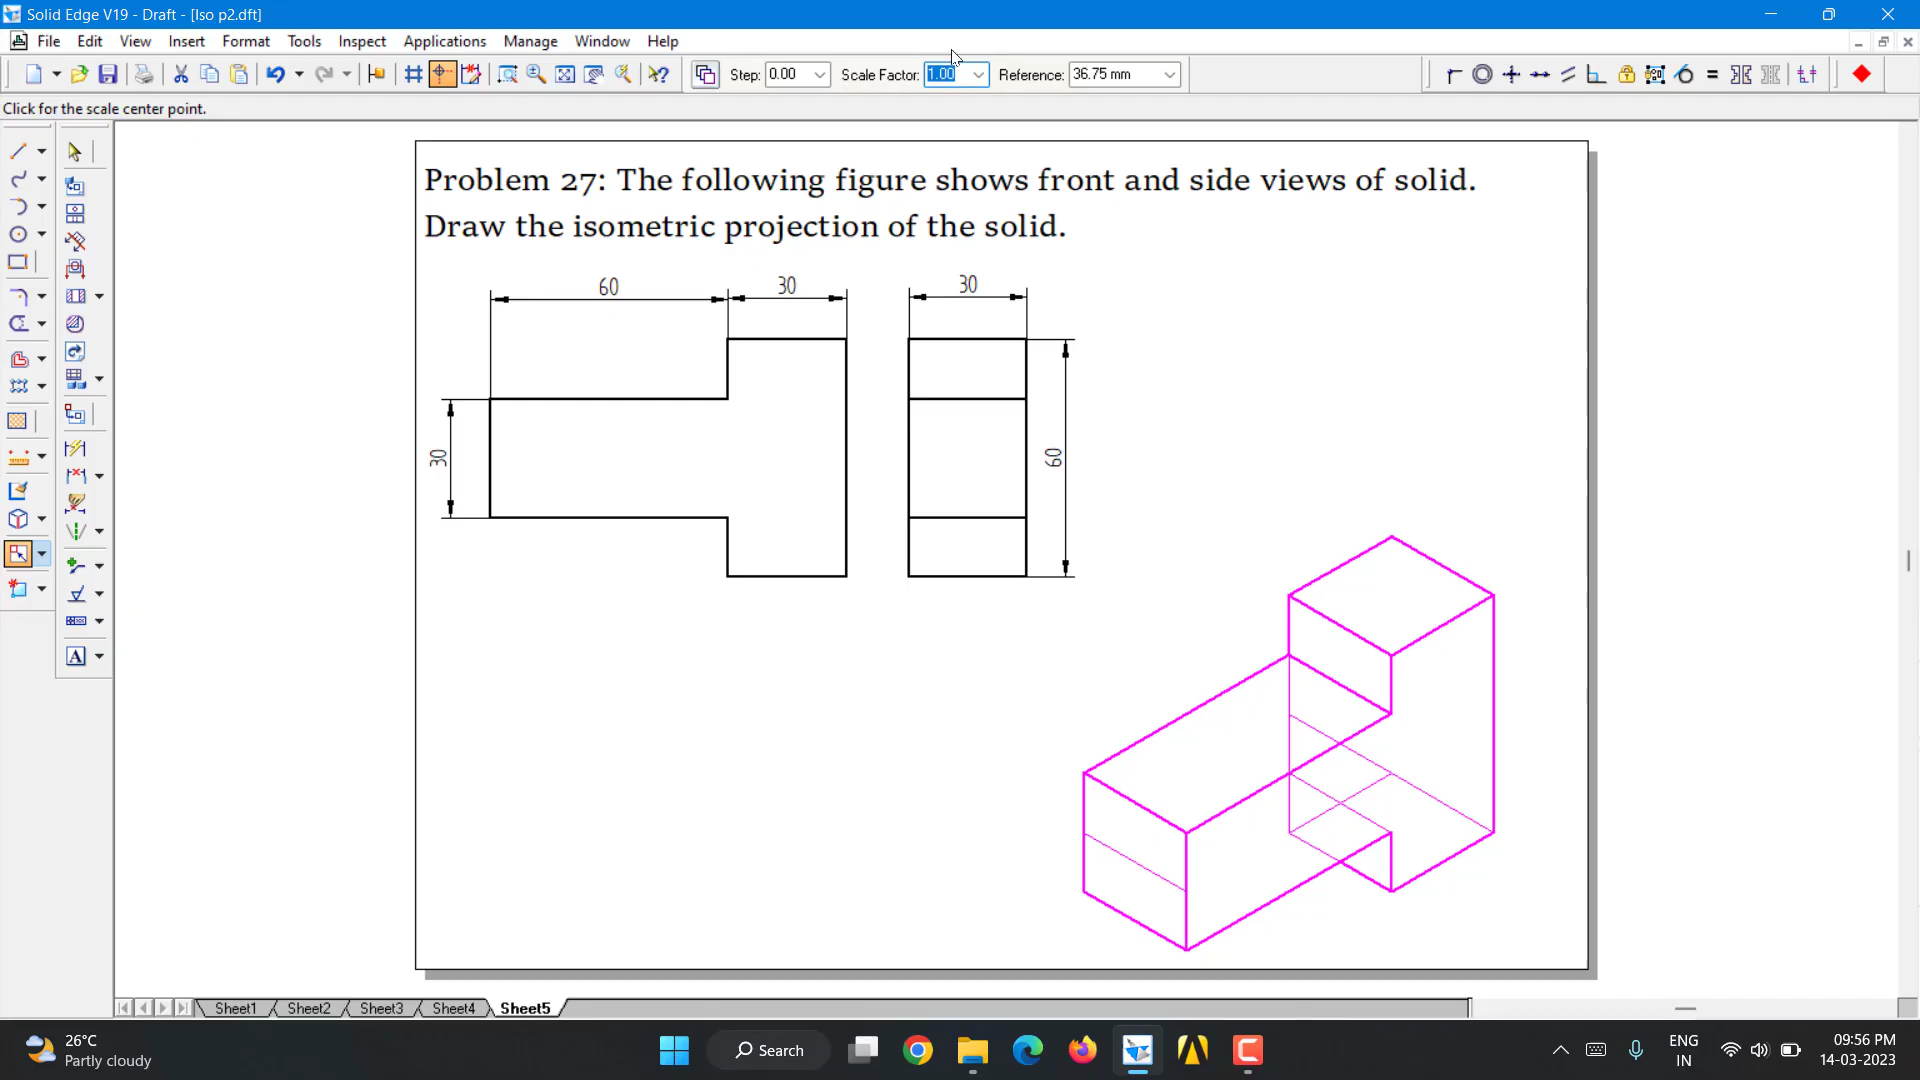 Solid Edge V19 - Draft - [Iso p2.dft]
File Edit View Insert Format Tools Inspect Applications Manage Window Help
Step: 0.00 Scale Factor: 1.00 Reference: 36.75 mm
Click for the scale center point.
Problem 27: The following figure shows front and side views of solid.
Draw the isometric projection of the solid.
60 30 30
30 60
A
Sheet1 Sheet2 Sheet3 Sheet4 Sheet5
26°C
Partly cloudy
Search
ENG
IN
09:56 PM
14-03-2023